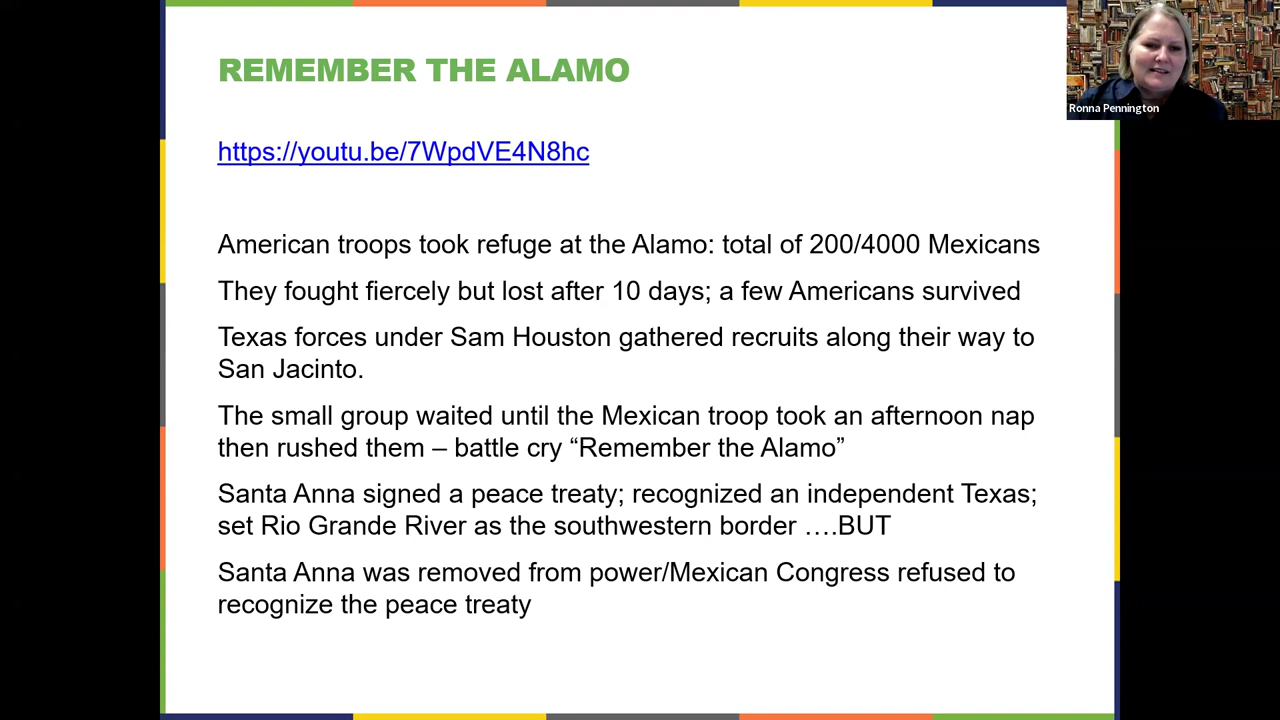 REMEMBER THE ALAMO
Ronna Pennington
https://youtu.be/7WpdVE4N8hc
American troops took refuge at the Alamo: total of 200/4000 Mexicans
They fought fiercely but lost after 10 days; a few Americans survived
Texas forces under Sam Houston gathered recruits along their way to
San Jacinto.
The small group waited until the Mexican troop took an afternoon nap
then rushed them – battle cry “Remember the Alamo”
Santa Anna signed a peace treaty; recognized an independent Texas;
set Rio Grande River as the southwestern border ….BUT
Santa Anna was removed from power/Mexican Congress refused to
recognize the peace treaty